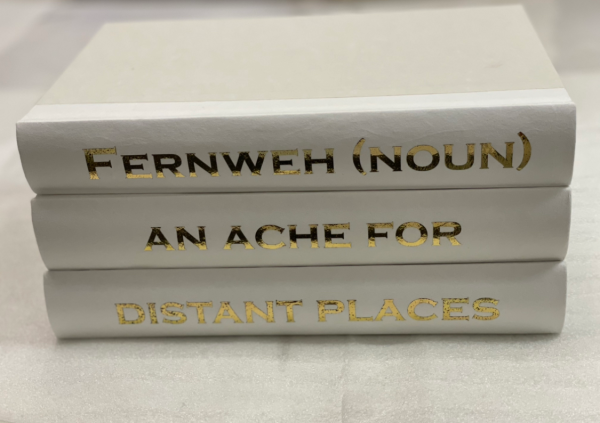 FERNWEH (NOUN)
AN ACHE FOR
DISTANT PLACES